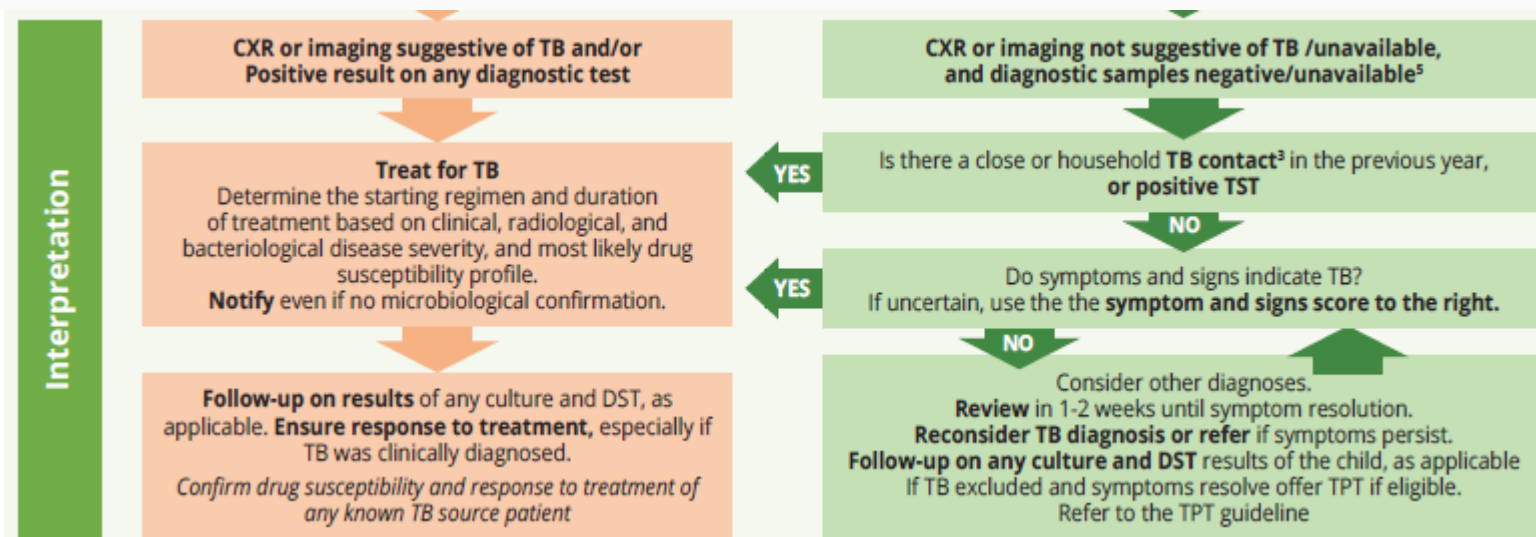 Interpretation
CXR or imaging suggestive of TB and/or
Positive result on any diagnostic test
Treat for TB
Determine the starting regimen and duration
of treatment based on clinical, radiological, and
bacteriological disease severity, and most likely drug
susceptibility profile.
Notify even if no microbiological confirmation.
Follow-up on results of any culture and DST, as
applicable. Ensure response to treatment, especially if
TB was clinically diagnosed.
Confirm drug susceptibility and response to treatment of
any known TB source patient
CXR or imaging not suggestive of TB /unavailable,
and diagnostic samples negative/unavailable⁵
YES
Is there a close or household TB contact³ in the previous year,
or positive TST
NO
YES
Do symptoms and signs indicate TB?
If uncertain, use the the symptom and signs score to the right.
NO
Consider other diagnoses.
Review in 1-2 weeks until symptom resolution.
Reconsider TB diagnosis or refer if symptoms persist.
Follow-up on any culture and DST results of the child, as applicable
If TB excluded and symptoms resolve offer TPT if eligible.
Refer to the TPT guideline